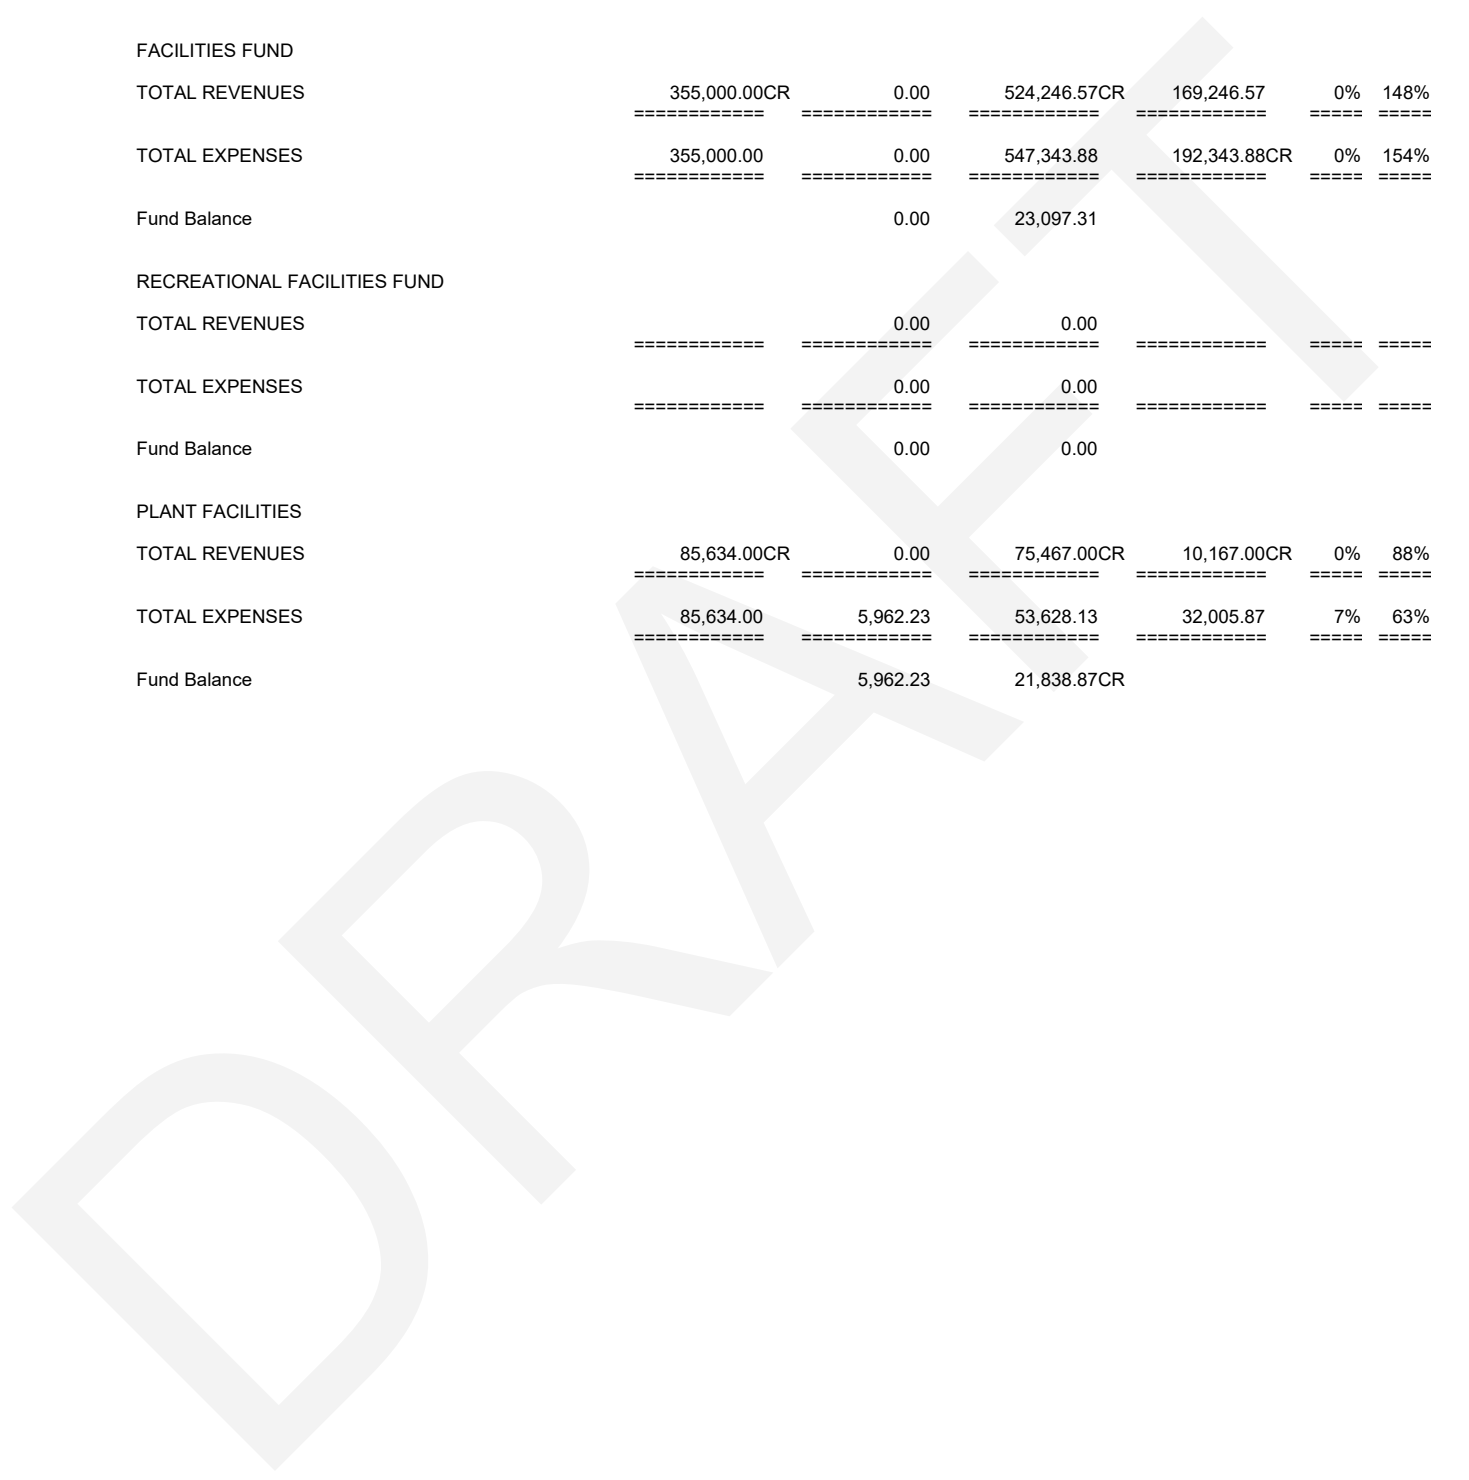 FACILITIES FUND
TOTAL REVENUES 355,000.00CR 0.00 524,246.57CR 169,246.57 0% 148%
============ ============ ============ ============ ===== =====
TOTAL EXPENSES 355,000.00 0.00 547,343.88 192,343.88CR 0% 154%
============ ============ ============ ============ ===== =====
Fund Balance 0.00 23,097.31
RECREATIONAL FACILITIES FUND
TOTAL REVENUES 0.00 0.00
============ ============ ============ ============ ===== =====
TOTAL EXPENSES 0.00 0.00
============ ============ ============ ============ ===== =====
Fund Balance 0.00 0.00
PLANT FACILITIES
TOTAL REVENUES 85,634.00CR 0.00 75,467.00CR 10,167.00CR 0% 88%
============ ============ ============ ============ ===== =====
TOTAL EXPENSES 85,634.00 5,962.23 53,628.13 32,005.87 7% 63%
============ ============ ============ ============ ===== =====
Fund Balance 5,962.23 21,838.87CR
DRAFT